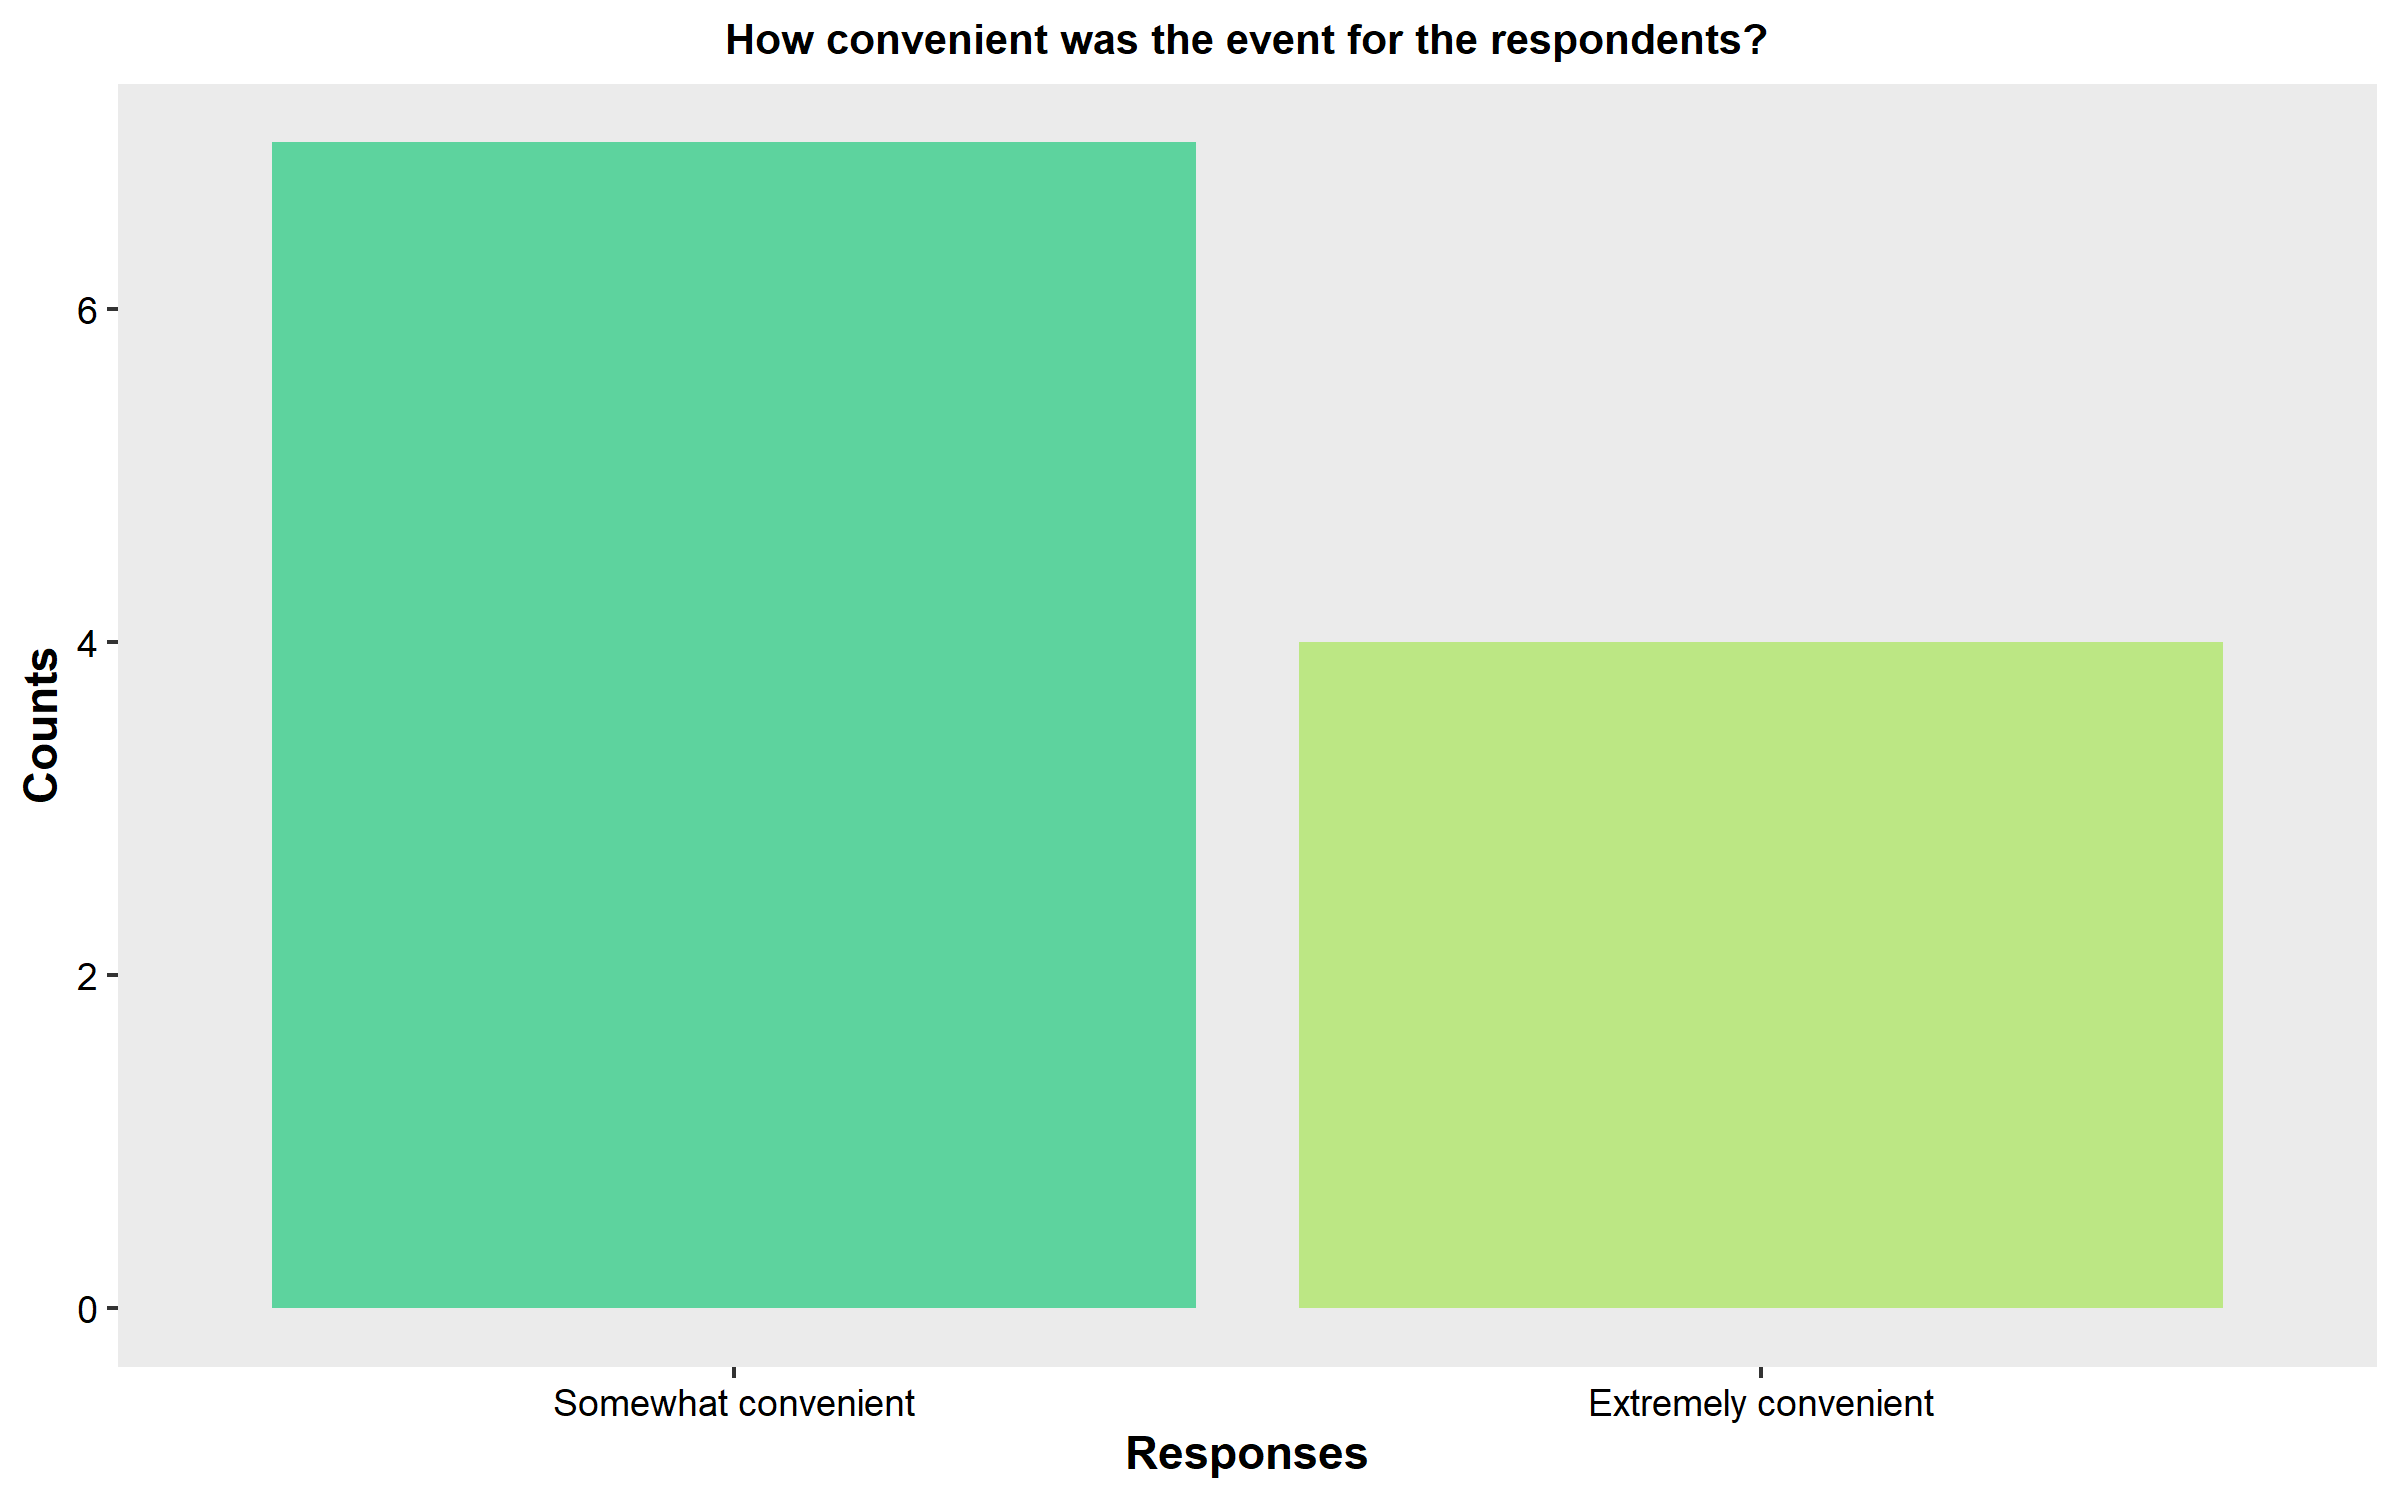 How convenient was the event for the respondents?
Counts
6
4
2
0
Somewhat convenient
Extremely convenient
Responses